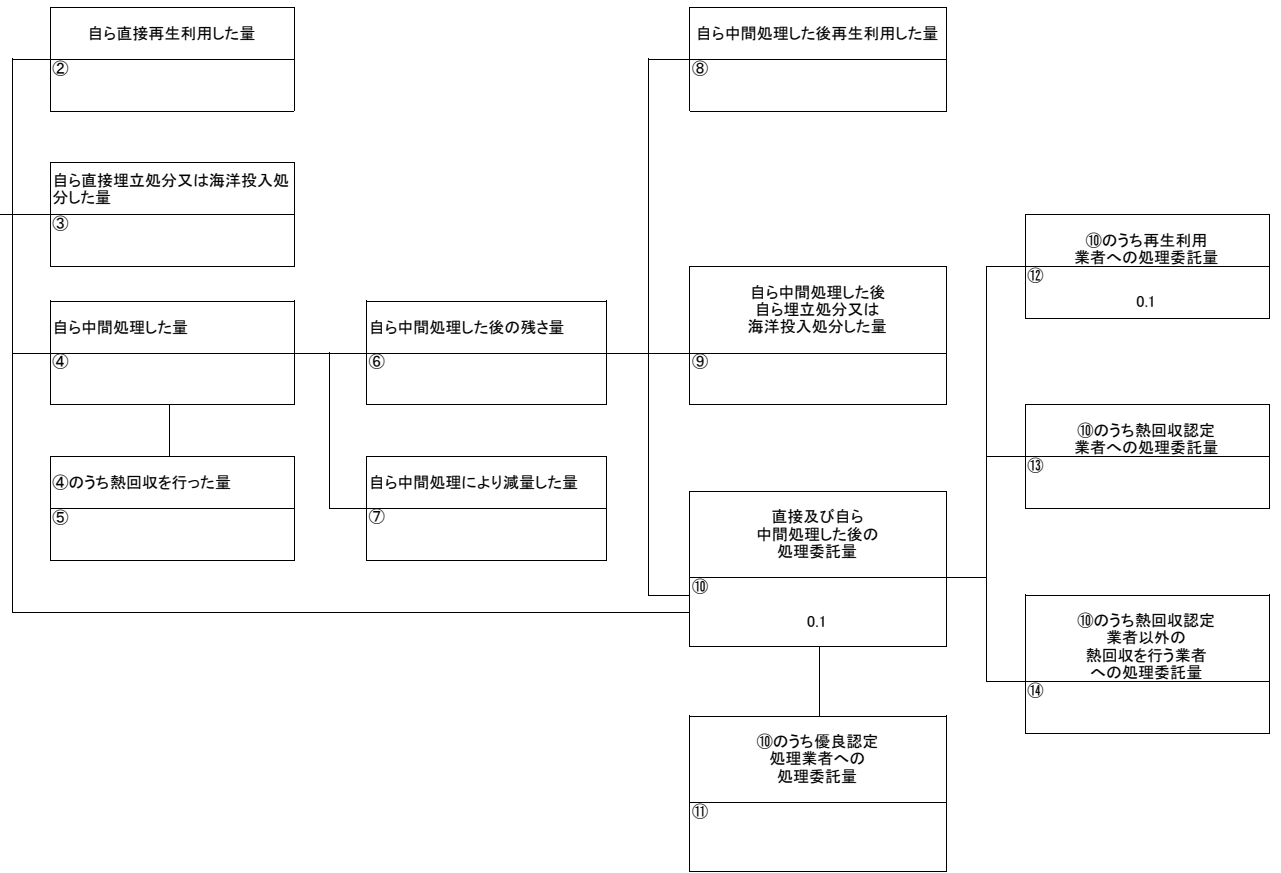 自ら直接再生利用した量
②
自ら直接埋立処分又は海洋投入処
分した量
③
自ら中間処理した量
④
④のうち熱回収を行った量
⑤
自ら中間処理した後の残さ量
⑥
自ら中間処理により減量した量
⑦
自ら中間処理した後再生利用した量
⑧
自ら中間処理した後
自ら埋立処分又は
海洋投入処分した量
⑨
直接及び自ら
中間処理した後の
処理委託量
⑩
0.1
⑩のうち優良認定
処理業者への
処理委託量
⑪
⑩のうち再生利用
業者への処理委託量
⑫
0.1
⑩のうち熱回収認定
業者への処理委託量
⑬
⑩のうち熱回収認定
業者以外の
熱回収を行う業者
への処理委託量
⑭